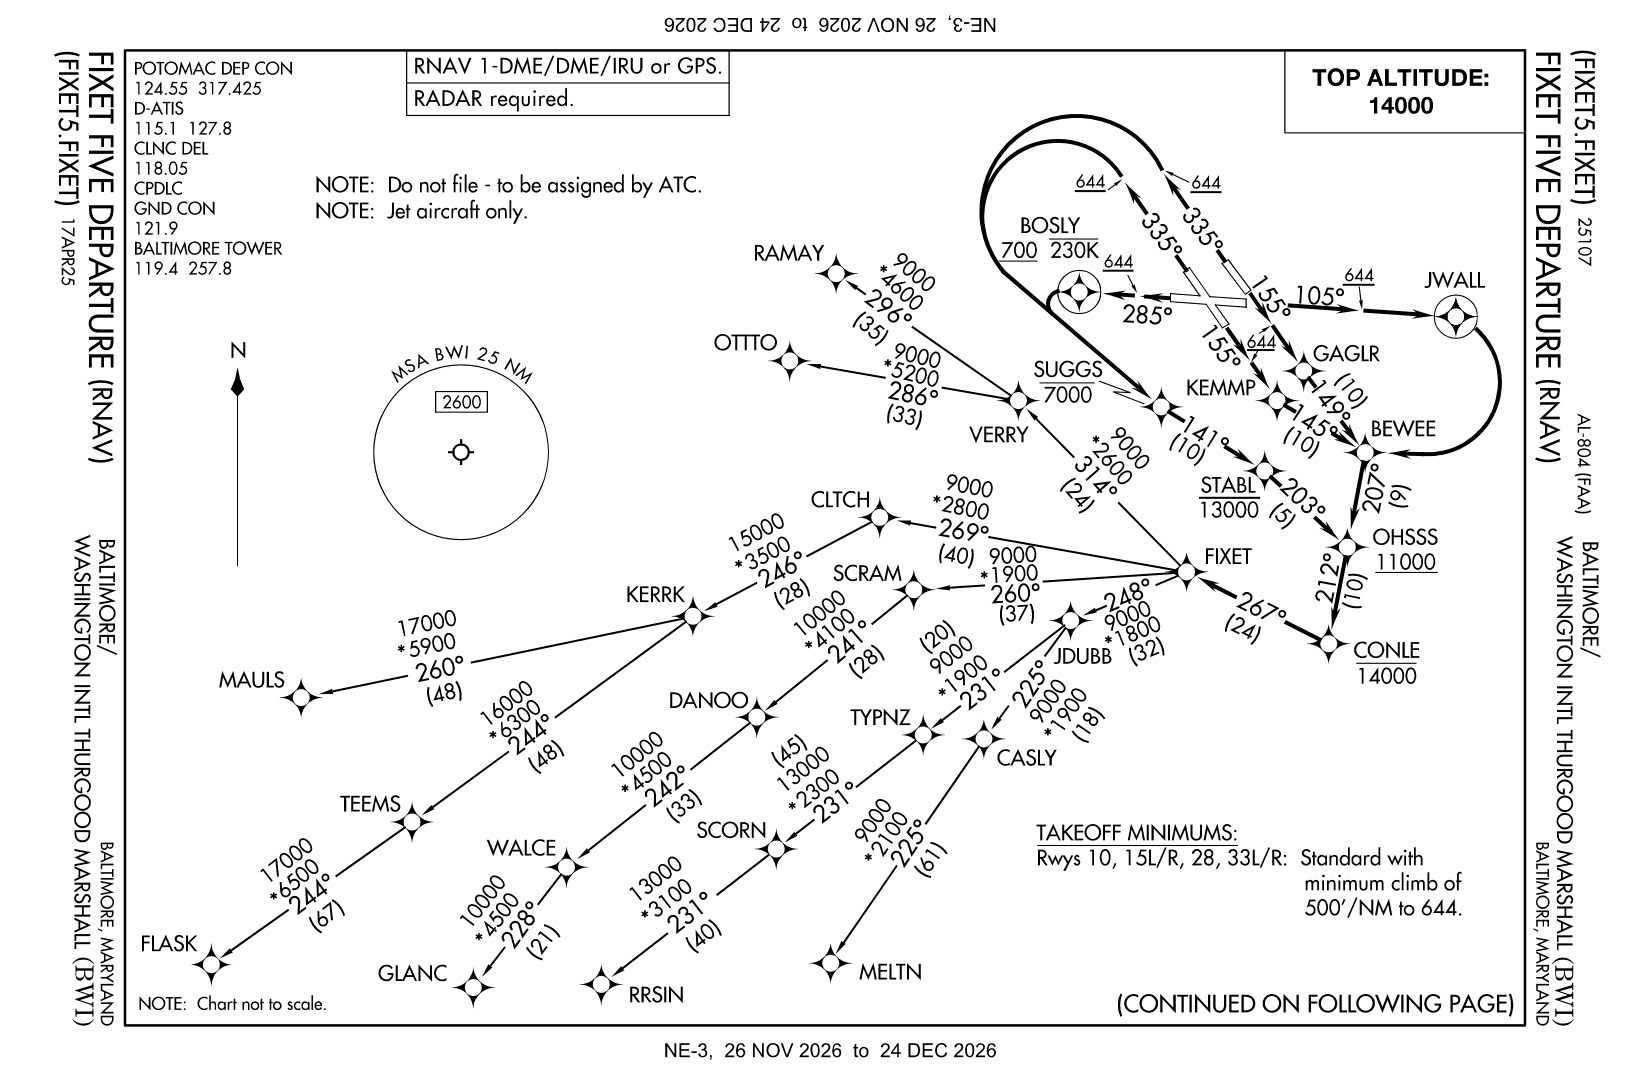 NE-3, 26 NOV 2026 to 24 DEC 2026
FIXET FIVE DEPARTURE (RNAV)
(FIXET5.FIXET) 17APR25
BALTIMORE/
WASHINGTON INTL THURGOOD MARSHALL (BWI)
BALTIMORE, MARYLAND
POTOMAC DEP CON
124.55 317.425
D-ATIS
115.1 127.8
CLNC DEL
118.05
CPDLC
GND CON
121.9
BALTIMORE TOWER
119.4 257.8
RNAV 1-DME/DME/IRU or GPS.
RADAR required.
TOP ALTITUDE:
14000
NOTE: Do not file - to be assigned by ATC.
NOTE: Jet aircraft only.
N
MSA BWI 25 NM
2600
644
644
335°
335°
BOSLY
700 230K
644
285°
155°
155°
644
105°
644
JWALL
GAGLR
(10)
149°
KEMMP
145°
(10)
BEWEE
SUGGS
7000
141°
(10)
STABL
13000
203°
(5)
207°
(9)
OHSSS
11000
212°
(10)
CONLE
14000
267°
(24)
FIXET
RAMAY
9000
*4600
296°
(35)
OTTTO
9000
*5200
286°
(33)
VERRY
9000
*2600
314°
(24)
CLTCH
9000
*2800
269°
(40)
SCRAM
9000
*1900
260°
(37)
248°
9000
*1800
(32)
JDUBB
KERRK
15000
*3500
246°
(28)
MAULS
17000
*5900
260°
(48)
16000
*6300
244°
(48)
TEEMS
17000
*6500
244°
(67)
FLASK
10000
*4100
241°
(28)
DANOO
10000
*4500
242°
(33)
WALCE
10000
*4500
228°
(21)
GLANC
(20)
9000
*1900
231°
TYPNZ
(45)
13000
*2300
231°
SCORN
13000
*3100
231°
(40)
RRSIN
225°
9000
*1900
(18)
CASLY
9000
*2100
225°
(61)
MELTN
TAKEOFF MINIMUMS:
Rwys 10, 15L/R, 28, 33L/R: Standard with
minimum climb of
500'/NM to 644.
NOTE: Chart not to scale.
(CONTINUED ON FOLLOWING PAGE)
(FIXET5.FIXET) 25107
FIXET FIVE DEPARTURE (RNAV)
AL-804 (FAA)
BALTIMORE/
WASHINGTON INTL THURGOOD MARSHALL (BWI)
BALTIMORE, MARYLAND
NE-3, 26 NOV 2026 to 24 DEC 2026